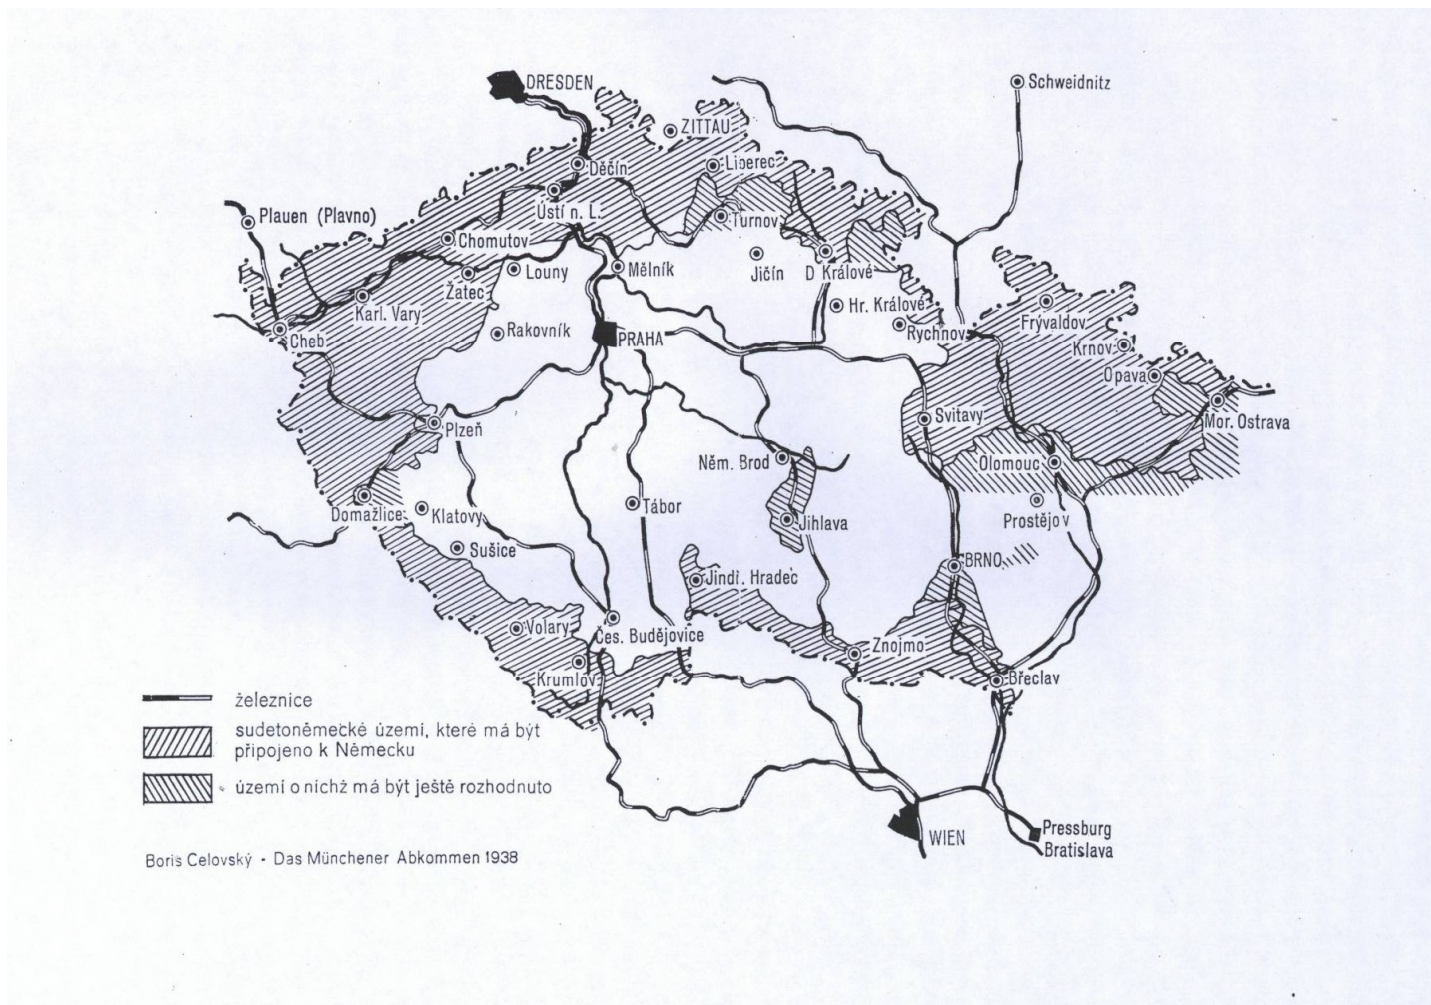 DRESDEN
Schweidnitz
ZITTAU
Děčín
Liberec
Plauen (Plavno)
Ústí n. L.
Turnov
Chomutov
Louny
Mělník
Jičín
D Králové
Žatec
Karl. Vary
Hr. Králové
Frývaldov
Cheb
Rakovník
PRAHA
Rychnov
Krnov
Opava
Plzeň
Svitavy
Mor. Ostrava
Něm. Brod
Olomouc
Domažlice
Klatovy
Tábor
Jihlava
Prostějov
Sušice
BRNO
Jindř. Hradec
Volary
Čes. Budějovice
Znojmo
Krumlov
Břeclav
železnice
sudetoněmecké území, které má být
připojeno k Německu
území o nichž má být ještě rozhodnuto
WIEN
Pressburg
Bratislava
Boris Celovský - Das Münchener Abkommen 1938